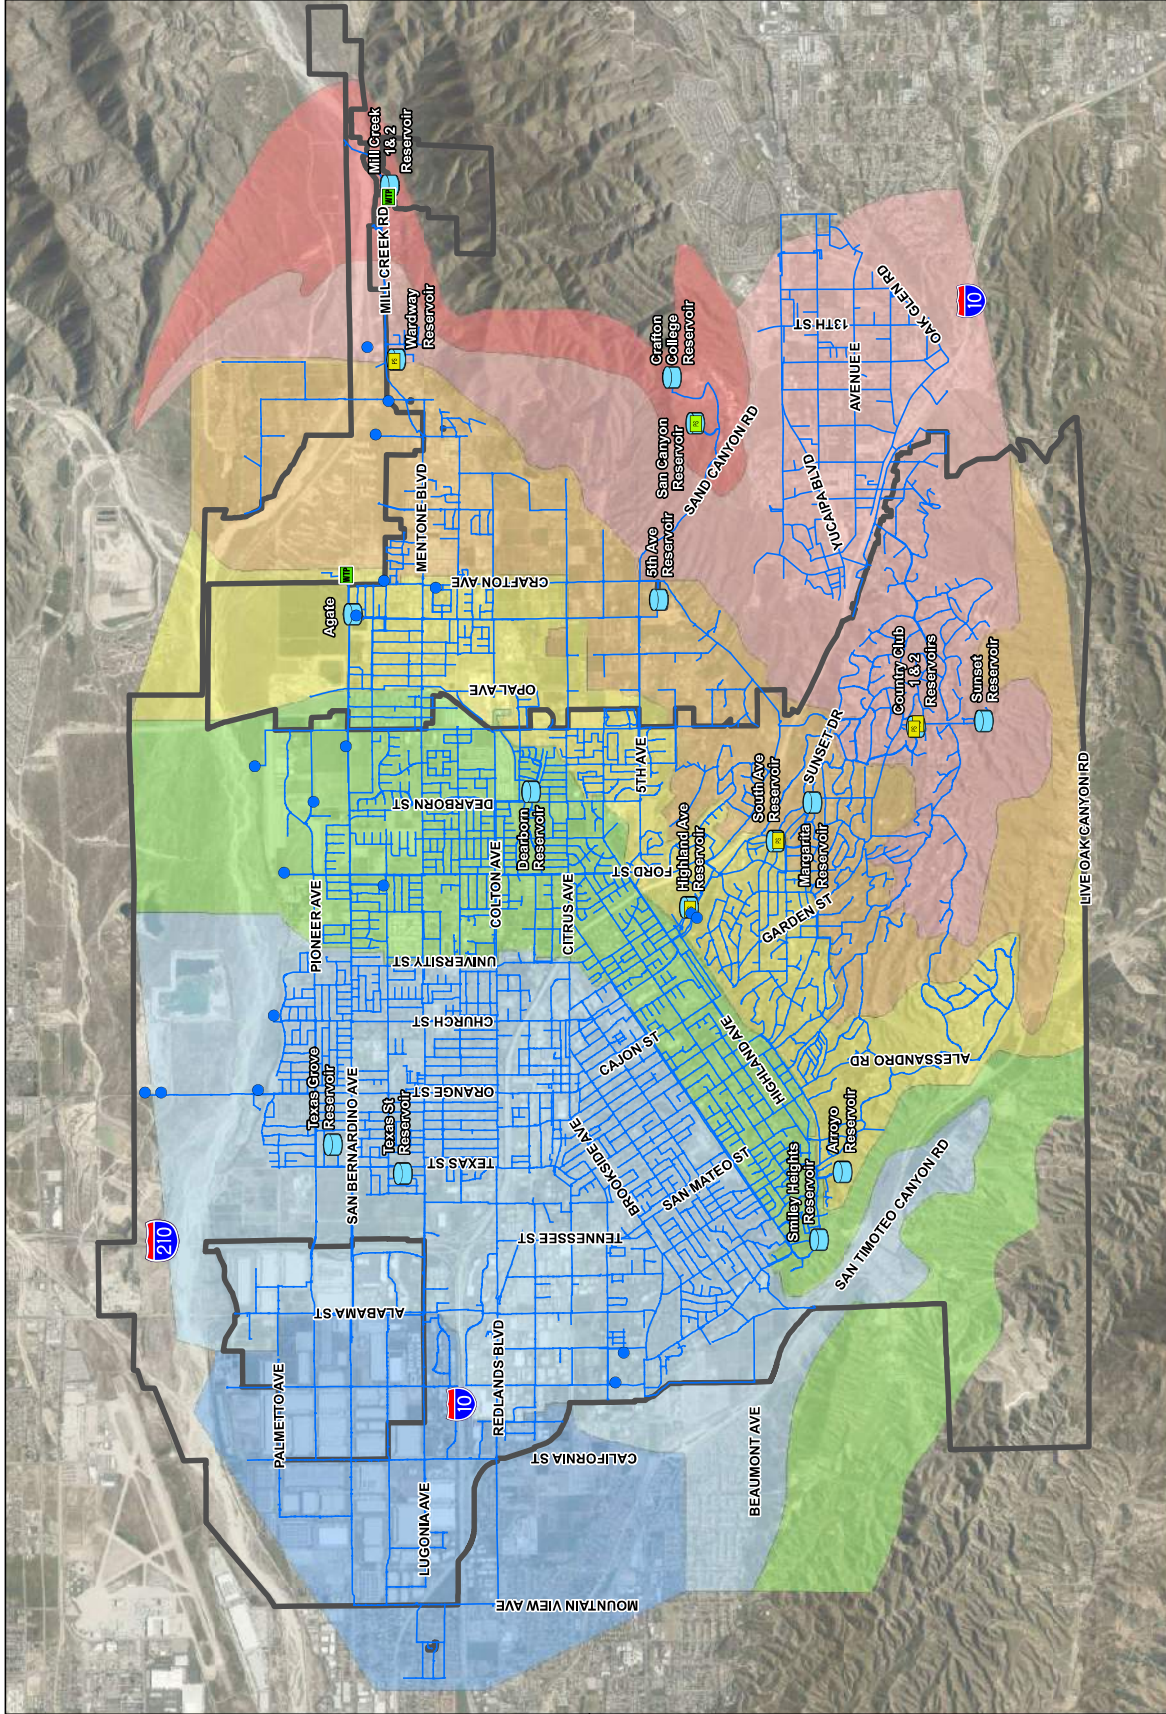 Mill Creek
1& 2
Reservoir
WTP
MILL CREEK RD
Wardway
Reservoir
PS
10
OAK GLEN RD
13TH ST
AVENUE E
YUCAIPA BLVD
Crafton
College
Reservoir
San Canyon
Reservoir
PS
SAND CANYON RD
MENTONE BLVD
5th Ave
Reservoir
CRAFTON AVE
WTP
Agate
OPAL AVE
Country Club
1 & 2
Reservoirs
PS
Sunset
Reservoir
SUNSET DR
5TH AVE
South Ave
Reservoir
PS
Margarita
Reservoir
DEARBORN ST
Dearborn
Reservoir
Highland Ave
Reservoir
FORD ST
LIVE OAK CANYON RD
COLTON AVE
CITRUS AVE
GARDEN ST
PIONEER AVE
UNIVERSITY ST
CHURCH ST
CAJON ST
HIGHLAND AVE
ALESSANDRO RD
Texas Grove
Reservoir
ORANGE ST
SAN BERNARDINO AVE
Texas St
Reservoir
TEXAS ST
BROOKSIDE AVE
SAN MATEO ST
Arroyo
Reservoir
Smiley Heights
Reservoir
SAN TIMOTEO CANYON RD
210
TENNESSEE ST
ALABAMA ST
REDLANDS BLVD
PALMETTO AVE
10
CALIFORNIA ST
BEAUMONT AVE
LUGONIA AVE
MOUNTAIN VIEW AVE